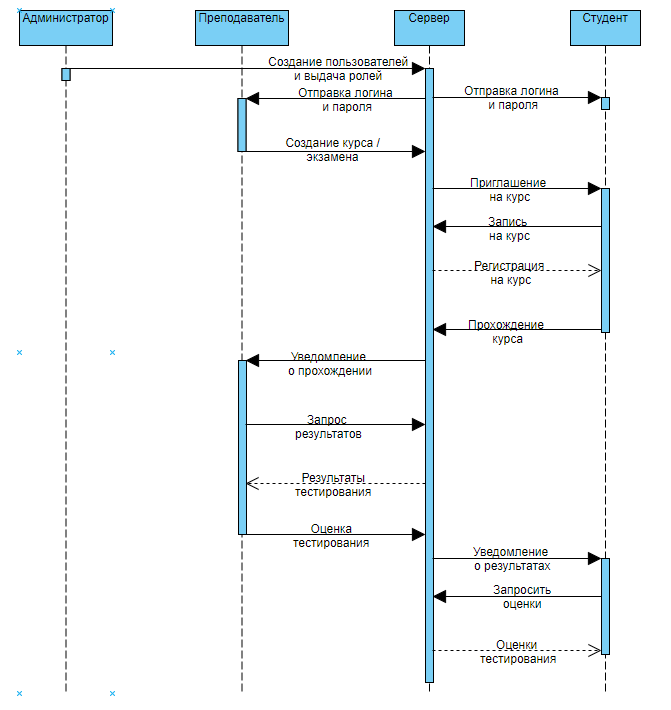 Администратор
Преподаватель
Сервер
Студент
Создание пользователей
и выдача ролей
Отправка логина
и пароля
Отправка логина
и пароля
Создание курса /
экзамена
Приглашение
на курс
Запись
на курс
Регистрация
на курс
Прохождение
курса
Уведомление
о прохождении
Запрос
результатов
Результаты
тестирования
Оценка
тестирования
Уведомление
о результатах
Запросить
оценки
Оценки
тестирования